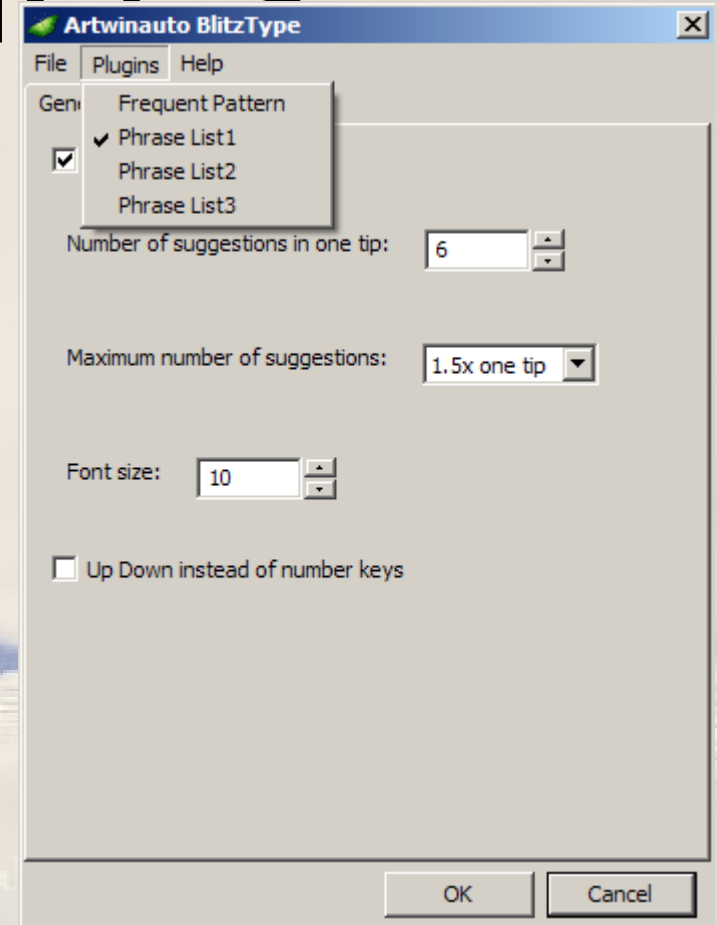 Artwinauto BlitzType
File Plugins Help
Frequent Pattern
Phrase List1
Phrase List2
Phrase List3
Number of suggestions in one tip: 6
Maximum number of suggestions: 1.5x one tip
Font size: 10
Up Down instead of number keys
OK Cancel